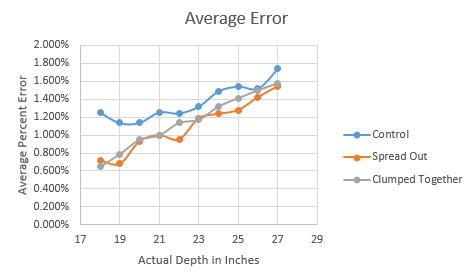 Average Error
2.000%
1.800%
1.600%
1.400%
1.200%
1.000%
0.800%
0.600%
0.400%
0.200%
0.000%
Average Percent Error
17 19 21 23 25 27 29
Actual Depth in Inches
Control
Spread Out
Clumped Together